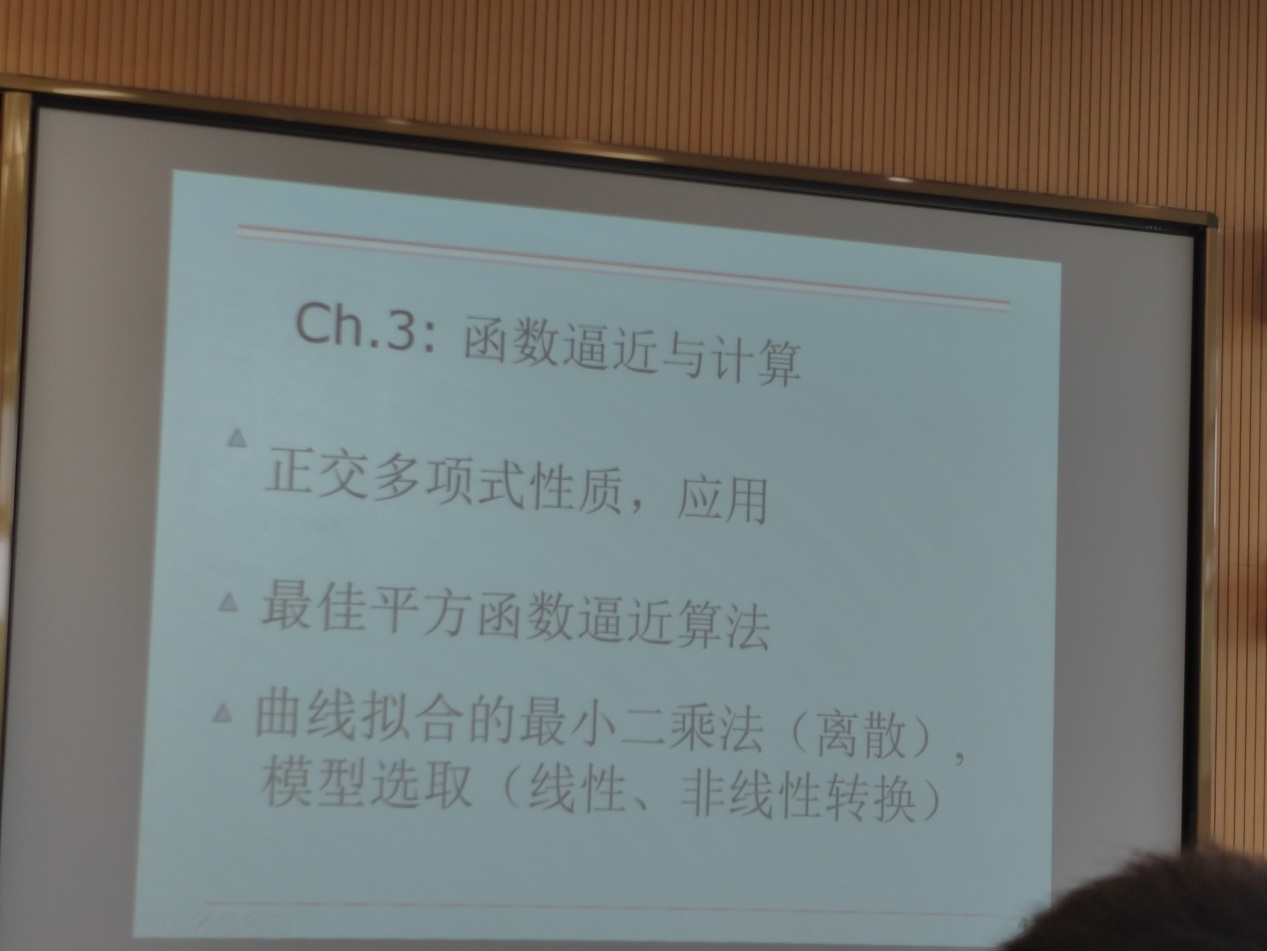 Ch.3: 函数逼近与计算
正交多项式性质，应用
最佳平方函数逼近算法
曲线拟合的最小二乘法（离散），
模型选取（线性、非线性转换）